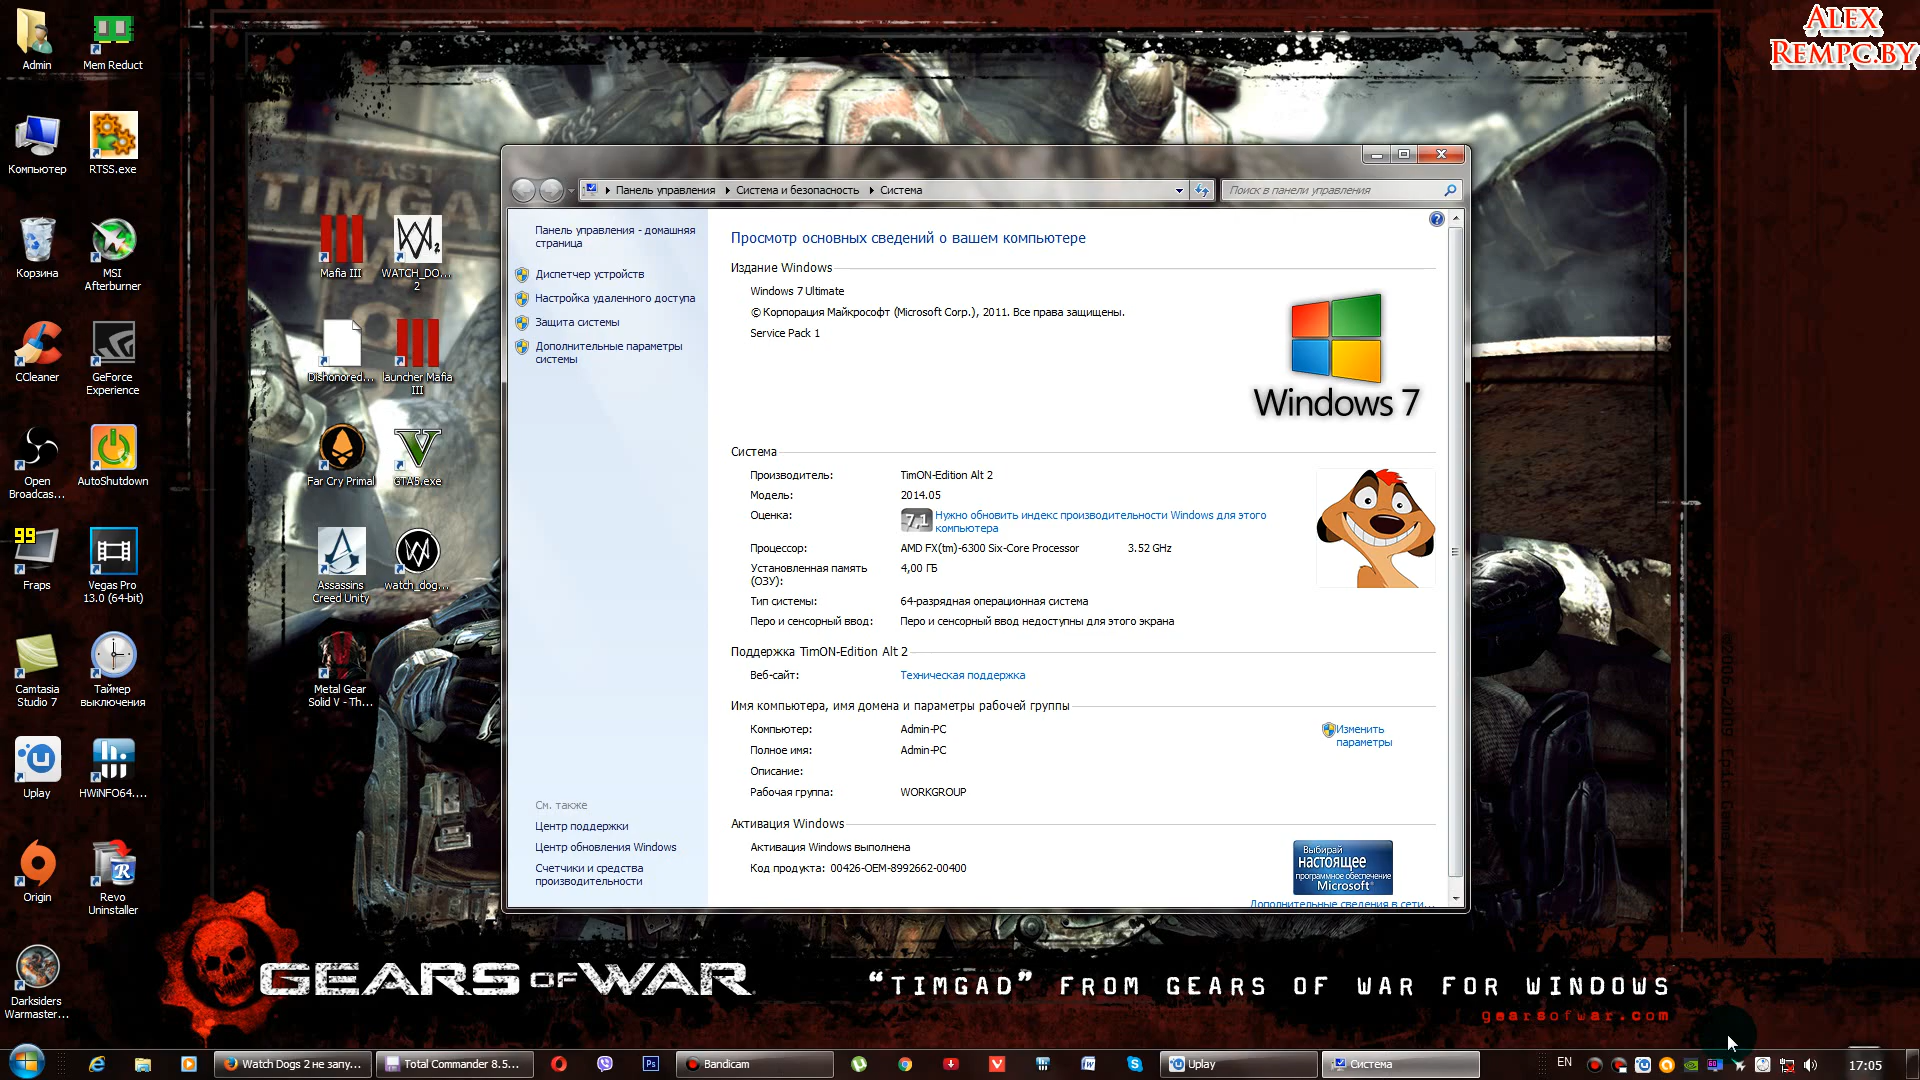 Alex
Rempc.by
Admin
Mem Reduct
Компьютер
RTSS.exe
Корзина
MSI
Afterburner
CCleaner
GeForce
Experience
Open
Broadcas...
AutoShutdown
99
Fraps
Vegas Pro
13.0 (64-bit)
Camtasia
Studio 7
Таймер
выключения
Uplay
HWiNFO64....
Origin
Revo
Uninstaller
Darksiders
Warmaster...
Mafia III
WATCH_DO...
2
Dishonored...
launcher Mafia
III
Far Cry Primal
GTA5.exe
Assassins
Creed Unity
watch_dog...
Metal Gear
Solid V - Th...
Панель управления
Система и безопасность
Система
Поиск в панели управления
Панель управления - домашняя
страница
Диспетчер устройств
Настройка удаленного доступа
Защита системы
Дополнительные параметры
системы
См. также
Центр поддержки
Центр обновления Windows
Счетчики и средства
производительности
Просмотр основных сведений о вашем компьютере
Издание Windows
Windows 7 Ultimate
© Корпорация Майкрософт (Microsoft Corp.), 2011. Все права защищены.
Service Pack 1
Windows 7
Система
Производитель: TimON-Edition Alt 2
Модель: 2014.05
Оценка: 7,1 Нужно обновить индекс производительности Windows для этого
компьютера
Процессор: AMD FX(tm)-6300 Six-Core Processor 3.52 GHz
Установленная память
(ОЗУ): 4,00 ГБ
Тип системы: 64-разрядная операционная система
Перо и сенсорный ввод: Перо и сенсорный ввод недоступны для этого экрана
Поддержка TimON-Edition Alt 2
Веб-сайт: Техническая поддержка
Имя компьютера, имя домена и параметры рабочей группы
Компьютер: Admin-PC
Изменить
параметры
Полное имя: Admin-PC
Описание:
Рабочая группа: WORKGROUP
Активация Windows
Активация Windows выполнена
Код продукта: 00426-OEM-8992662-00400
Выбирай
настоящее
программное обеспечение
Microsoft
Дополнительные сведения в сети...
GEARS OF WAR
“TIMGAD” FROM GEARS OF WAR FOR WINDOWS
gearsofwar.com
Watch Dogs 2 не запу...
Total Commander 8.5...
Ps
Bandicam
Uplay
Система
EN
17:05